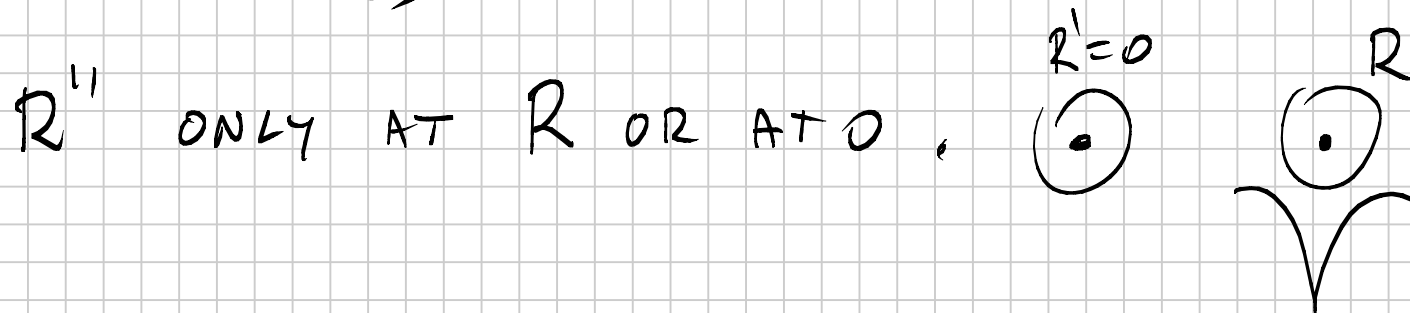 R'=0 R
R'' ONLY AT R OR AT 0.